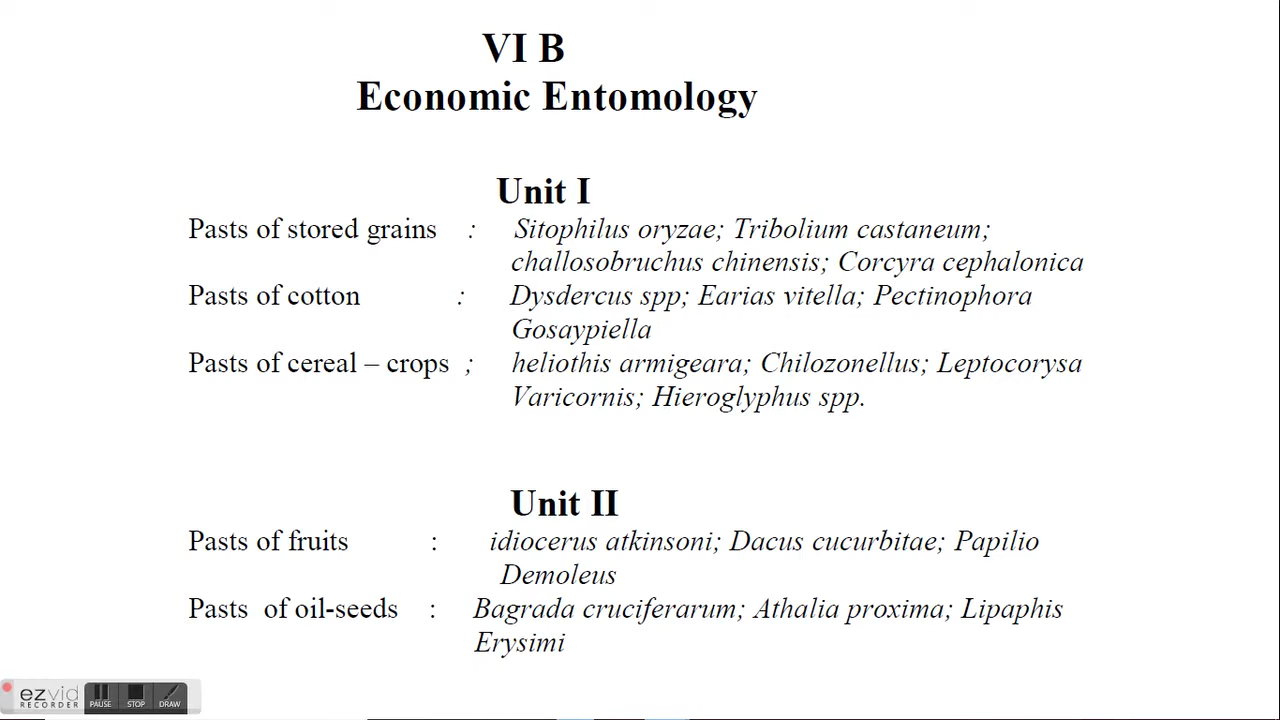 VI B
Economic Entomology
Unit I
Pasts of stored grains : Sitophilus oryzae; Tribolium castaneum;
challosobruchus chinensis; Corcyra cephalonica
Pasts of cotton : Dysdercus spp; Earias vitella; Pectinophora
Gosaypiella
Pasts of cereal – crops ; heliothis armigeara; Chilozonellus; Leptocorysa
Varicornis; Hieroglyphus spp.
Unit II
Pasts of fruits : idiocerus atkinsoni; Dacus cucurbitae; Papilio
Demoleus
Pasts of oil-seeds : Bagrada cruciferarum; Athalia proxima; Lipaphis
Erysimi
ezvid
RECORDER
PAUSE STOP DRAW